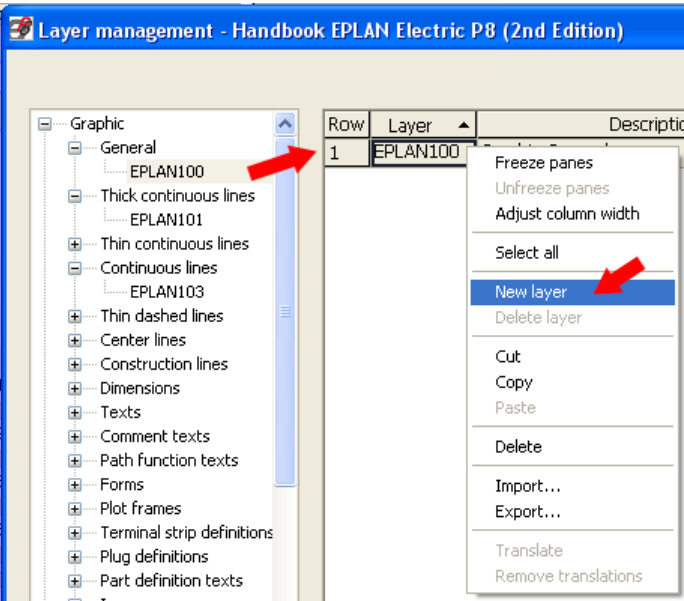 Layer management - Handbook EPLAN Electric P8 (2nd Edition)
Graphic
General
EPLAN100
Thick continuous lines
EPLAN101
Thin continuous lines
Continuous lines
EPLAN103
Thin dashed lines
Center lines
Construction lines
Dimensions
Texts
Comment texts
Path function texts
Forms
Plot frames
Terminal strip definitions
Plug definitions
Part definition texts
Row Layer Descriptio
1 EPLAN100
Freeze panes
Unfreeze panes
Adjust column width
Select all
New layer
Delete layer
Cut
Copy
Paste
Delete
Import...
Export...
Translate
Remove translations